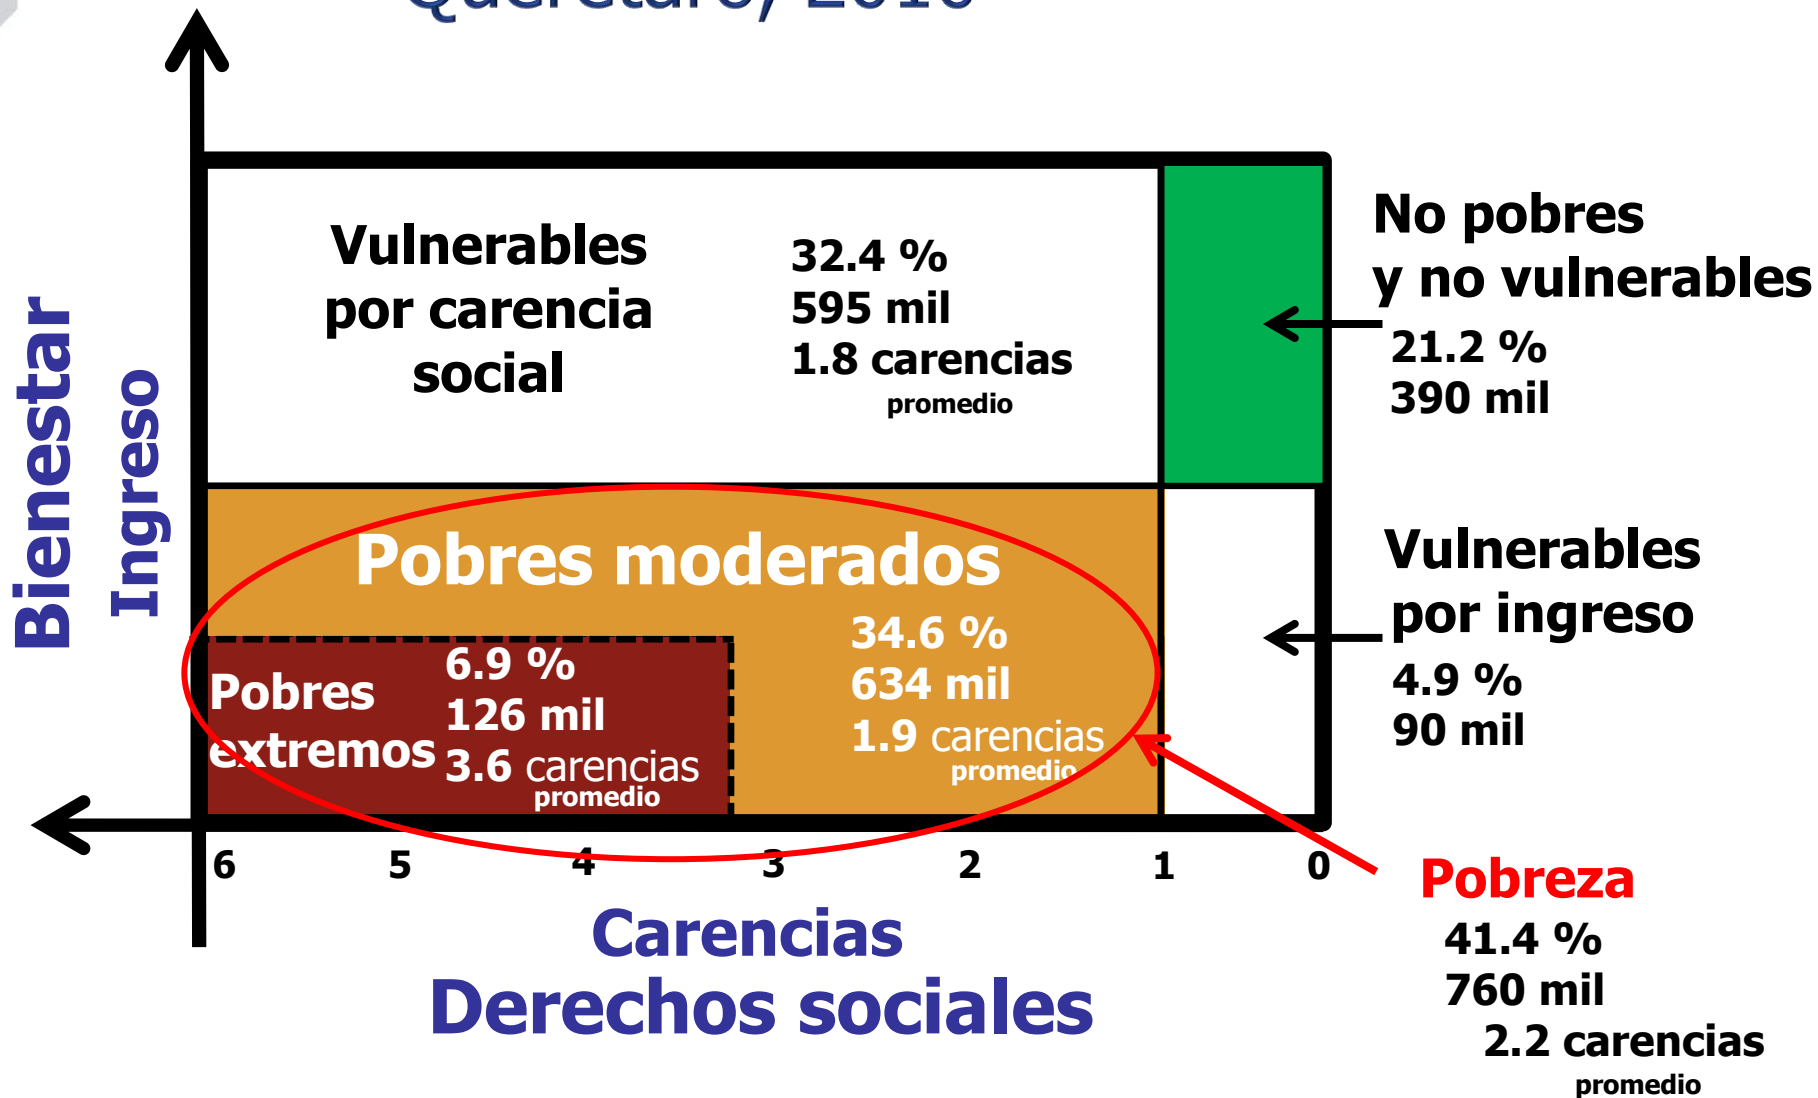 Querétaro, 2010
Bienestar
Ingreso
Vulnerables
por carencia
social
32.4 %
595 mil
1.8 carencias
promedio
No pobres
y no vulnerables
21.2 %
390 mil
Pobres moderados
34.6 %
634 mil
1.9 carencias
promedio
Pobres
extremos
6.9 %
126 mil
3.6 carencias
promedio
Vulnerables
por ingreso
4.9 %
90 mil
6 5 4 3 2 1 0
Carencias
Derechos sociales
Pobreza
41.4 %
760 mil
2.2 carencias
promedio